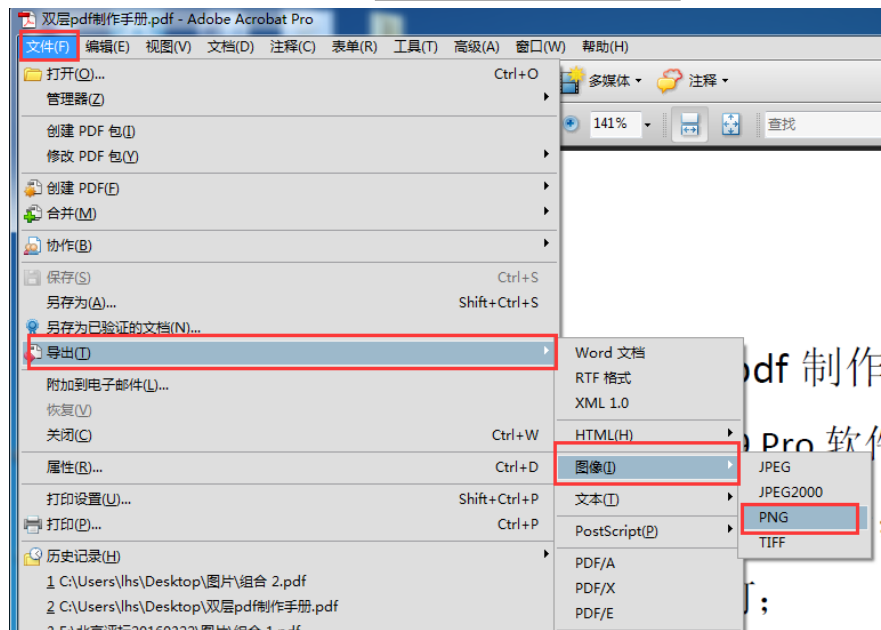 双层pdf制作手册.pdf - Adobe Acrobat Pro
文件(F) 编辑(E) 视图(V) 文档(D) 注释(C) 表单(R) 工具(T) 高级(A) 窗口(W) 帮助(H)
打开(O)... Ctrl+O
多媒体 注释
管理器(Z)
141% 查找
创建 PDF 包(I)
修改 PDF 包(Y)
创建 PDF(F)
合并(M)
协作(B)
保存(S) Ctrl+S
另存为(A)... Shift+Ctrl+S
另存为已验证的文档(N)...
导出(T)
Word 文档
pdf 制作
RTF 格式
附加到电子邮件(L)...
XML 1.0
恢复(V)
关闭(C) Ctrl+W
HTML(H)
9 Pro 软件
属性(R)... Ctrl+D
图像(I)
JPEG
打印设置(U)... Shift+Ctrl+P
文本(T)
JPEG2000
打印(P)... Ctrl+P
PostScript(P)
PNG
TIFF
历史记录(H)
PDF/A
1 C:\Users\lhs\Desktop\图片\组合 2.pdf
PDF/X
2 C:\Users\lhs\Desktop\双层pdf制作手册.pdf
PDF/E
；